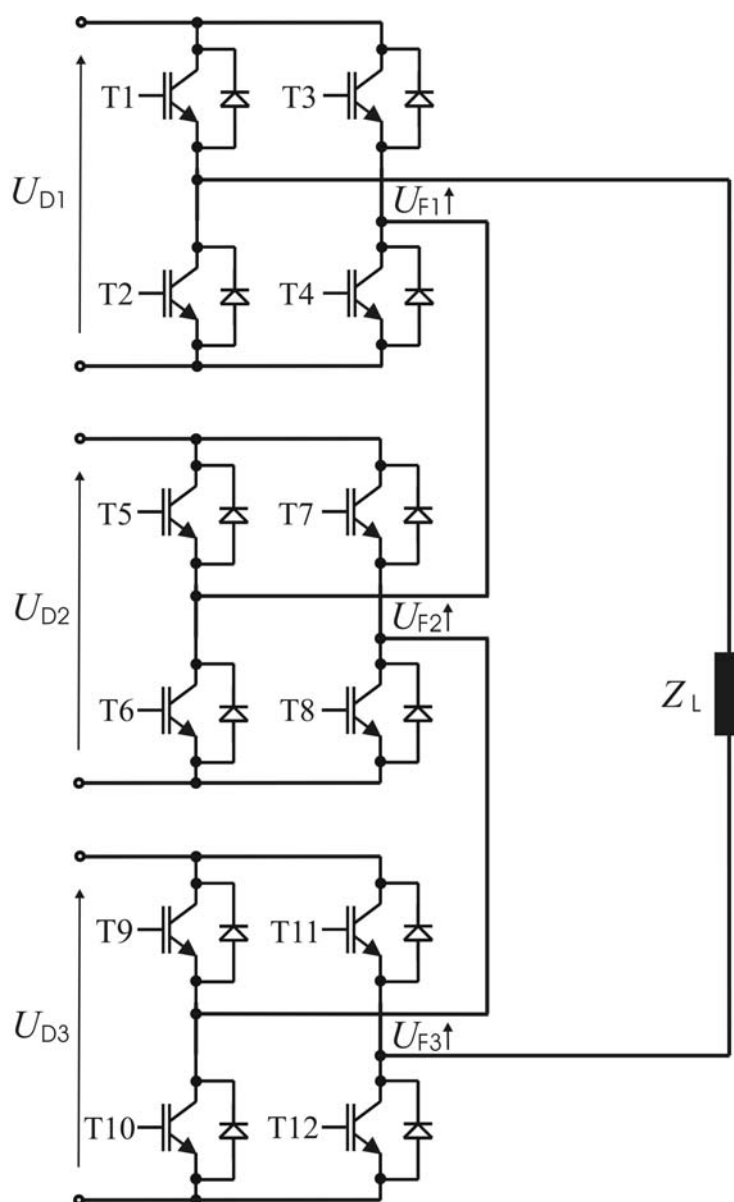 T1
T3
U_D1
U_F1↑
T2
T4
T5
T7
U_D2
U_F2↑
T6
T8
Z_L
T9
T11
U_D3
U_F3↑
T10
T12